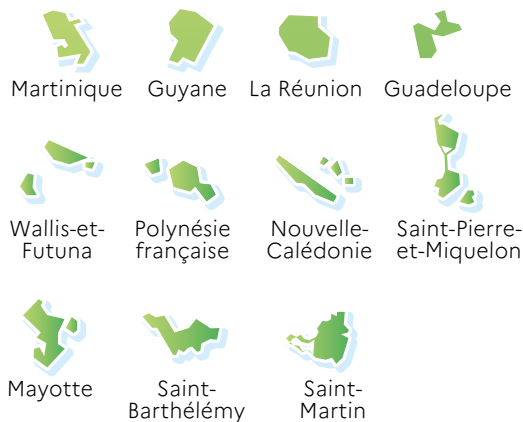 Martinique Guyane La Réunion Guadeloupe
Wallis-et-
Futuna
Polynésie
française
Nouvelle-
Calédonie
Saint-Pierre-
et-Miquelon
Mayotte
Saint-
Barthélémy
Saint-
Martin